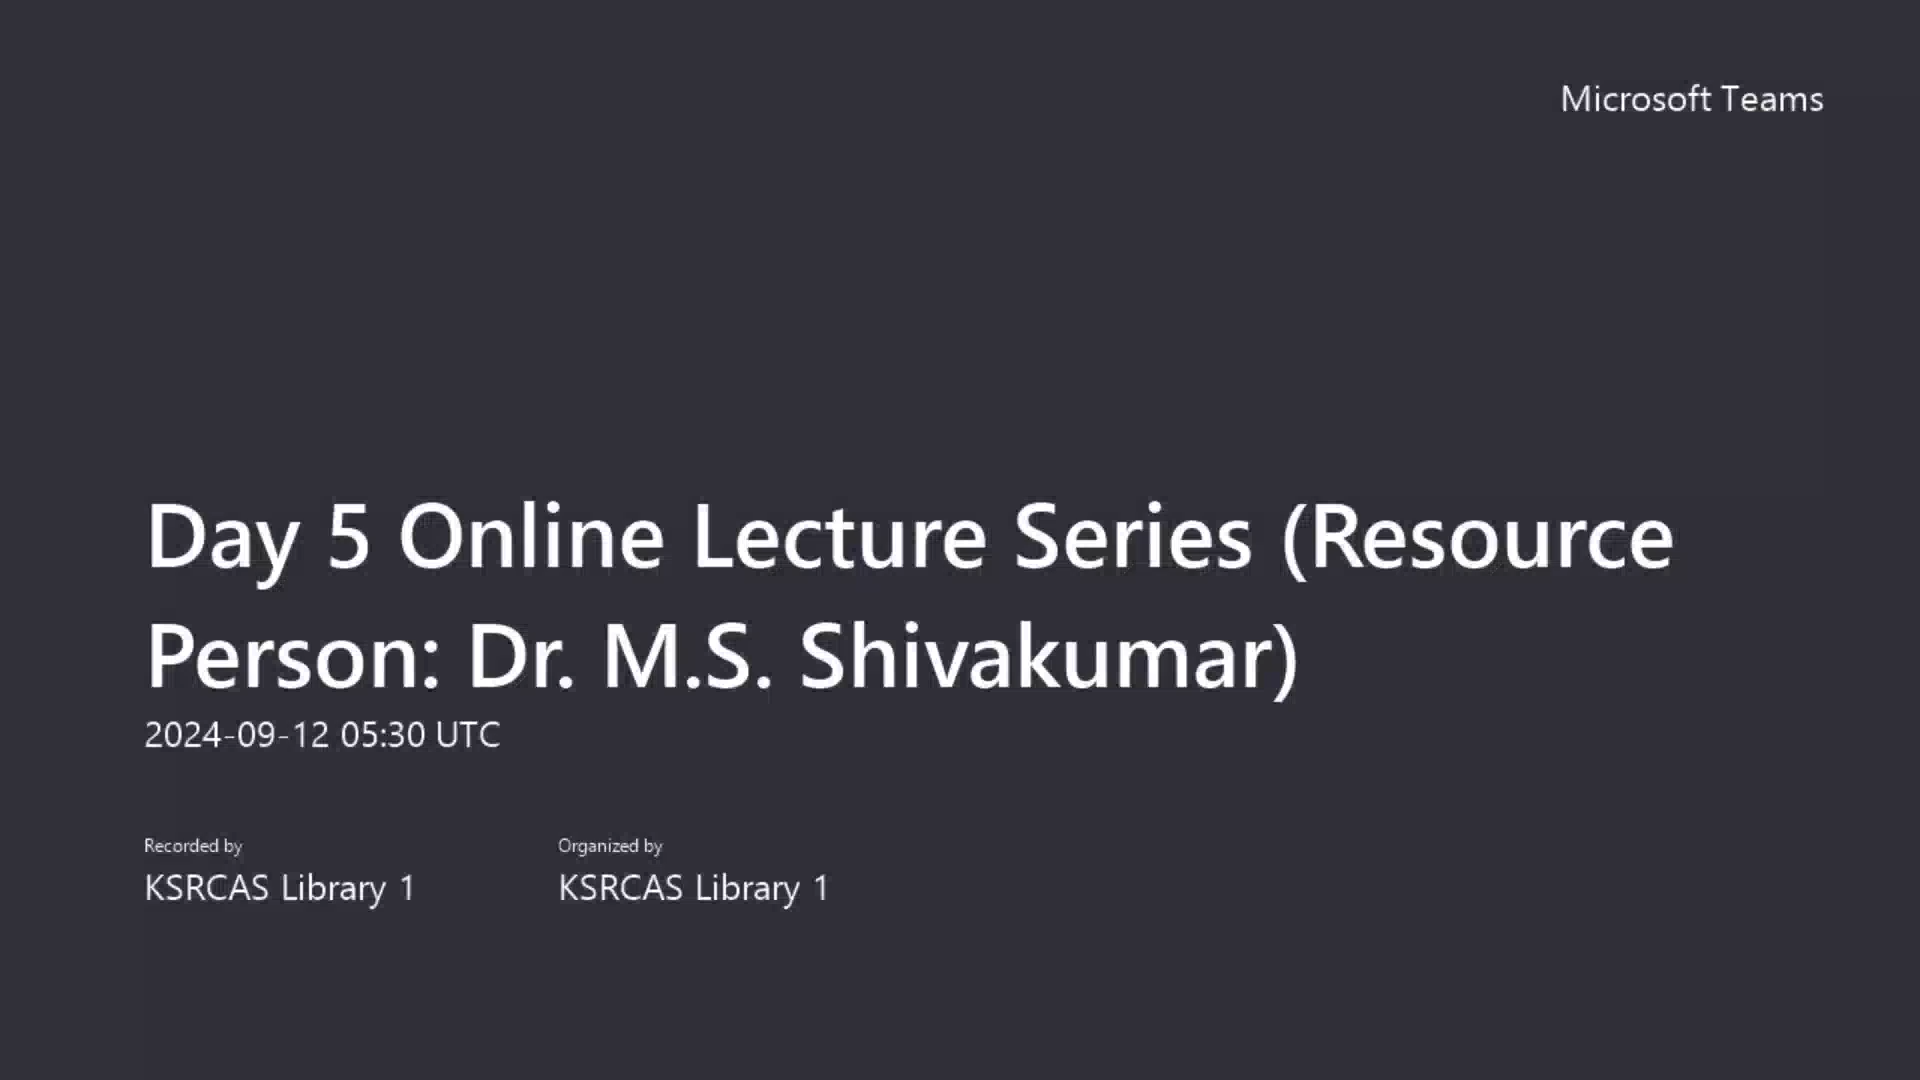 Microsoft Teams
Day 5 Online Lecture Series (Resource
Person: Dr. M.S. Shivakumar)
2024-09-12 05:30 UTC
Recorded by
KSRCAS Library 1
Organized by
KSRCAS Library 1